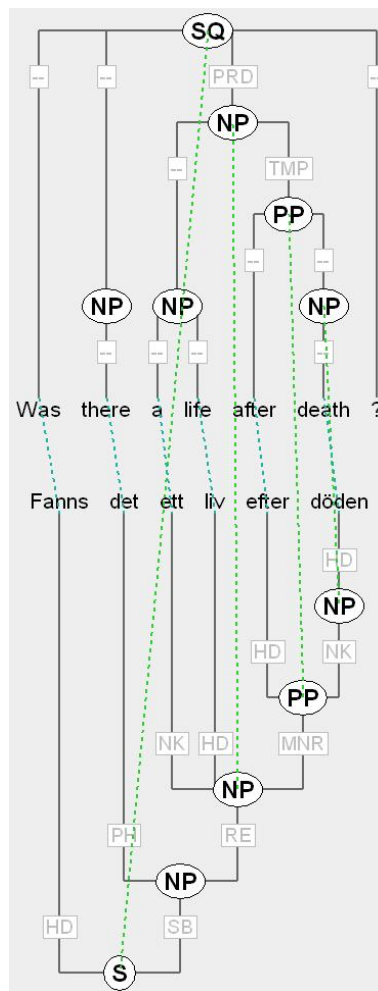 SQ
-- -- PRD --
NP
-- TMP
PP
-- --
NP NP NP
-- -- -- --
Was there a life after death ?
Fanns det ett liv efter döden
HD
NP
HD NK
PP
NK HD MNR
NP
PH RE
NP
HD SB
S